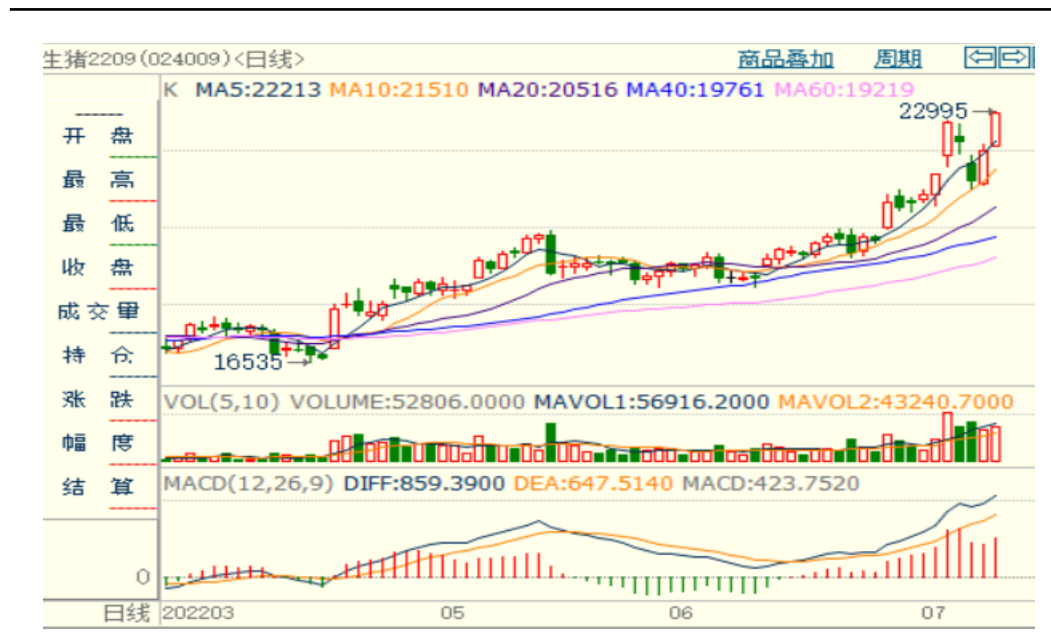 生猪2209(024009)<日线> 商品叠加 周期
K MA5:22213 MA10:21510 MA20:20516 MA40:19761 MA60:19219
22995
开盘
最高
最低
收盘
成交量
持仓
涨跌
幅度
结算
16535
VOL(5,10) VOLUME:52806.0000 MAVOL1:56916.2000 MAVOL2:43240.7000
MACD(12,26,9) DIFF:859.3900 DEA:647.5140 MACD:423.7520
0
日线 202203 05 06 07